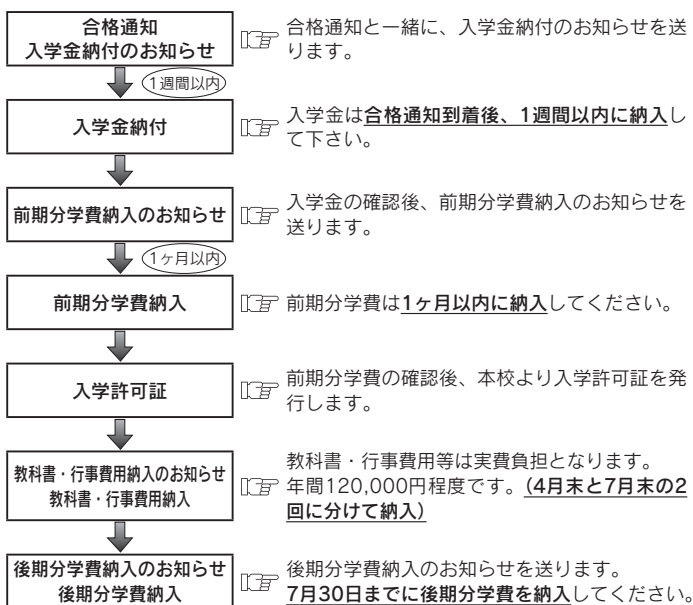 合格通知
入学金納付のお知らせ
合格通知と一緒に、入学金納付のお知らせを送
ります。
1週間以内
入学金納付
入学金は合格通知到着後、1週間以内に納入し
て下さい。
前期分学費納入のお知らせ
入学金の確認後、前期分学費納入のお知らせを
送ります。
1ヶ月以内
前期分学費納入
前期分学費は1ヶ月以内に納入してください。
入学許可証
前期分学費の確認後、本校より入学許可証を発
行します。
教科書・行事費用納入のお知らせ
教科書・行事費用納入
教科書・行事費用等は実費負担となります。
年間120,000円程度です。(4月末と7月末の2
回に分けて納入)
後期分学費納入のお知らせ
後期分学費納入
後期分学費納入のお知らせを送ります。
7月30日までに後期分学費を納入してください。